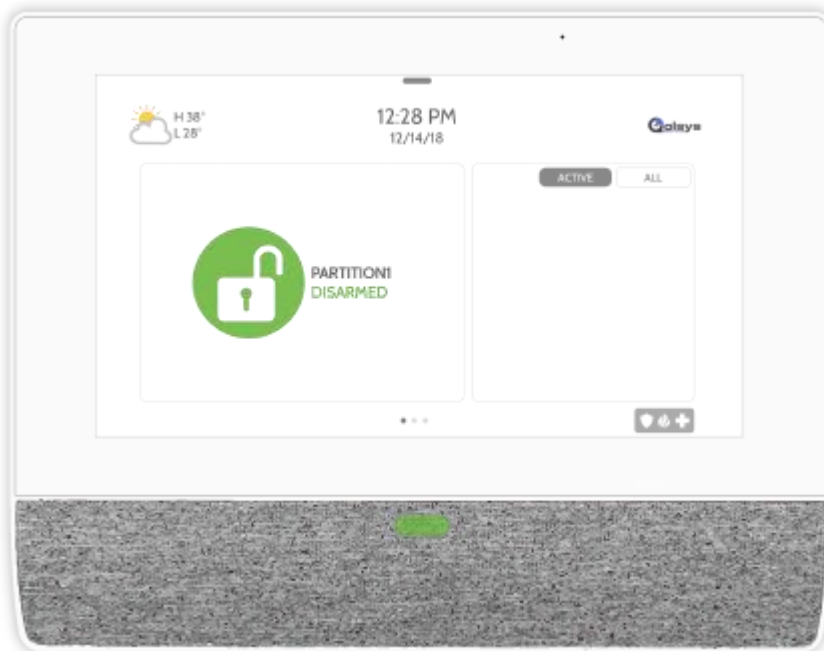 H 38°
L 28°
12:28 PM
12/14/18
Qolsys
ACTIVE
ALL
PARTITION1
DISARMED